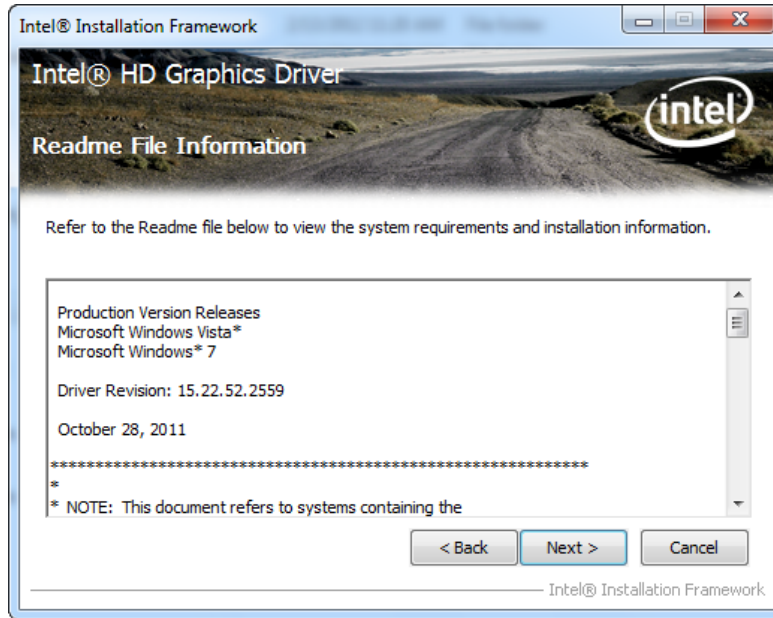 Intel® Installation Framework
Intel® HD Graphics Driver
intel
Readme File Information
Refer to the Readme file below to view the system requirements and installation information.
Production Version Releases
Microsoft Windows Vista*
Microsoft Windows* 7
Driver Revision: 15.22.52.2559
October 28, 2011
************************************************************
*
* NOTE: This document refers to systems containing the
< Back
Next >
Cancel
Intel® Installation Framework